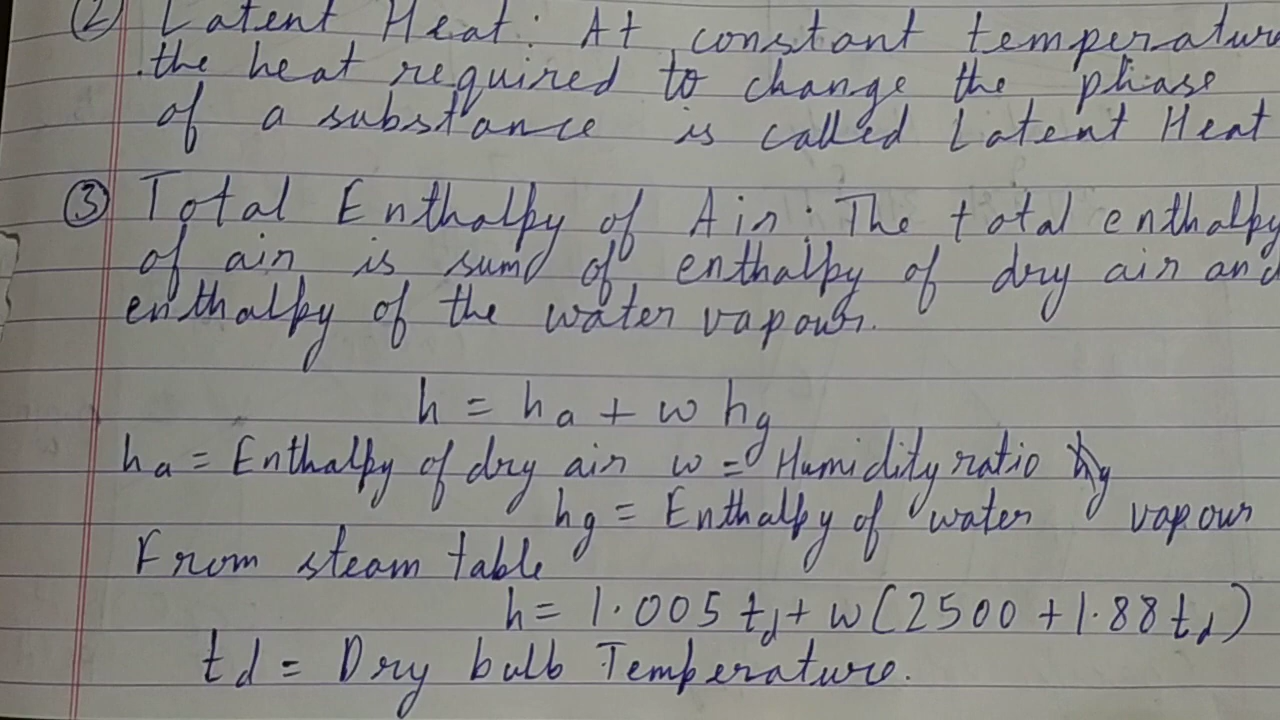 ② Latent Heat: At constant temperature
the heat required to change the phase
of a substance is called Latent Heat
③ Total Enthalpy of Air: The total enthalpy
of air is sum of enthalpy of dry air and
enthalpy of the water vapour.
h = ha + w hg
ha = Enthalpy of dry air w = Humidity ratio
hg = Enthalpy of water vapour
From steam table
h = 1.005 td + w(2500 + 1.88 td)
td = Dry bulb Temperature.